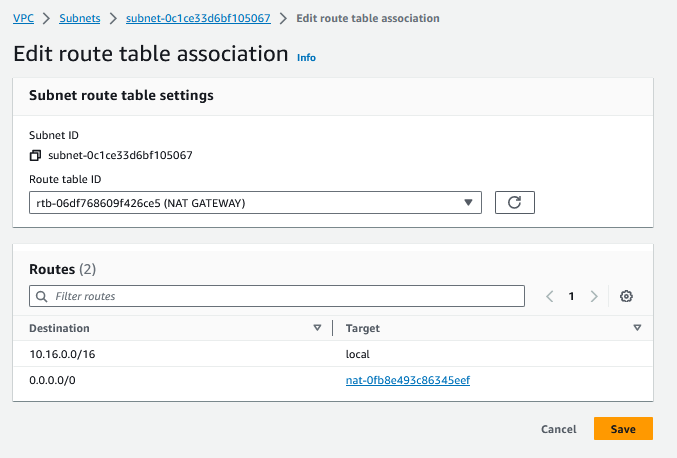 VPC > Subnets > subnet-0c1ce33d6bf105067 > Edit route table association
Edit route table association Info
Subnet route table settings
Subnet ID
subnet-0c1ce33d6bf105067
Route table ID
rtb-06df768609f426ce5 (NAT GATEWAY)
Routes (2)
Filter routes
< 1 >
Destination Target
10.16.0.0/16 local
0.0.0.0/0 nat-0fb8e493c86345eef
Cancel Save